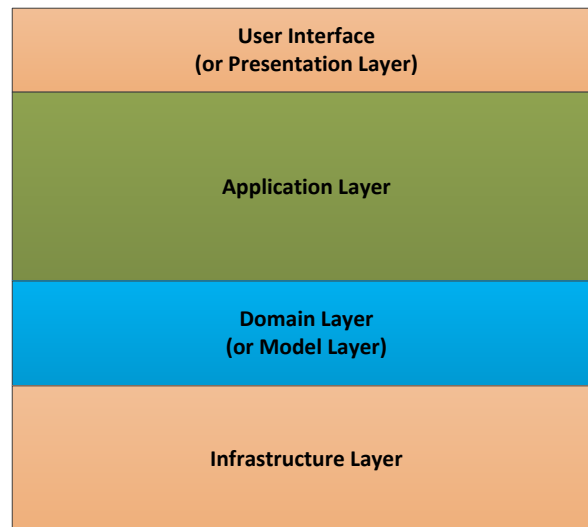 User Interface
(or Presentation Layer)
Application Layer
Domain Layer
(or Model Layer)
Infrastructure Layer